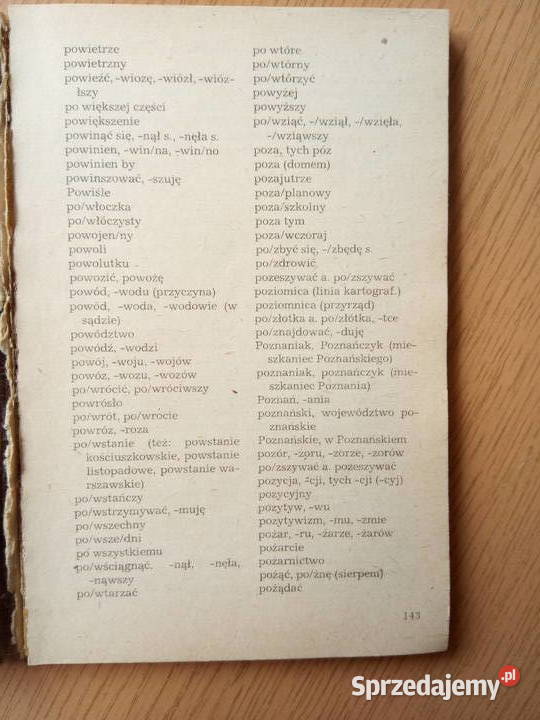 powietrze
powietrzny
powieźć, -wiozę, -wiózł, -wióz-
łszy
po większej części
powiększenie
powinąć się, -nął s., -nęła s.
powinien, -win/na, -win/no
powinien by
powinszować, -szuję
Powiśle
po/włoczka
po/włóczysty
powojen/ny
powoli
powolutku
powozić, powożę
powód, -wodu (przyczyna)
powód, -woda, -wodowie (w
sądzie)
powództwo
powódź, -wodzi
powój, -woju, -wojów
powóz, -wozu, -wozów
po/wrócić, po/wróciwszy
powrósło
po/wrót, po/wrocie
powróz, -roza
po/wstanie (też: powstanie
kościuszkowskie, powstanie
listopadowe, powstanie wa-
rszawskie)
po/wstańczy
po/wstrzymywać, -muję
po/wszechny
po/wsze/dni
po wszystkiemu
po/wściągnąć, -nął, -nęła,
-nąwszy
po/wtarzać
po wtóre
po/wtórny
po/wtórzyć
powyżej
powyższy
po/wziąć, -/wziął, -/wzięła,
-/wziąwszy
poza, tych póz
poza (domem)
pozajutrze
poza/planowy
poza/szkolny
poza tym
poza/wczoraj
po/zbyć się, -/zbędę s.
po/zdrowić
pozeszywać a. po/zszywać
poziomica (linia kartograf.)
poziomnica (przyrząd)
po/złotka a. po/złótka, -tce
po/znajdować, -duję
Poznaniak, Poznańczyk (mie-
szkaniec Poznańskiego)
poznaniak, poznańczyk (mie-
szkaniec Poznania)
Poznań, -ania
poznański, województwo poz-
nańskie
Poznańskie, w Poznańskiem
pozór, -zoru, -zorze, -zorów
po/zszywać a. pozeszywać
pozycja, -cji, tych -cji (-cyj)
pozycyjny
pozytyw, -wu
pozytywizm, -mu, -zmie
pożar, -ru, -żarze, -żarów
pożarcie
pożarnictwo
pożąć, po/żnę (sierpem)
pożądać
143
Sprzedajemy.pl